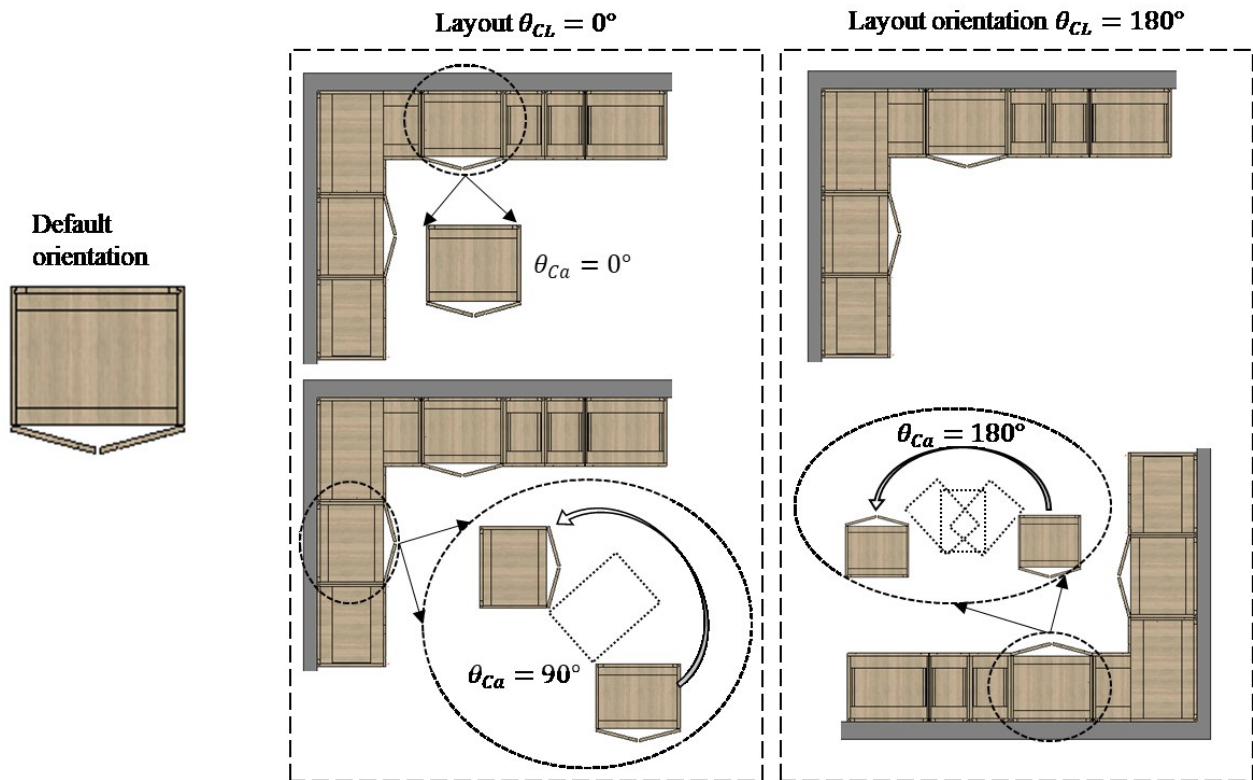 Layout θ_CL = 0°
Layout orientation θ_CL = 180°
Default
orientation
θ_Ca = 0°
θ_Ca = 180°
θ_Ca = 90°